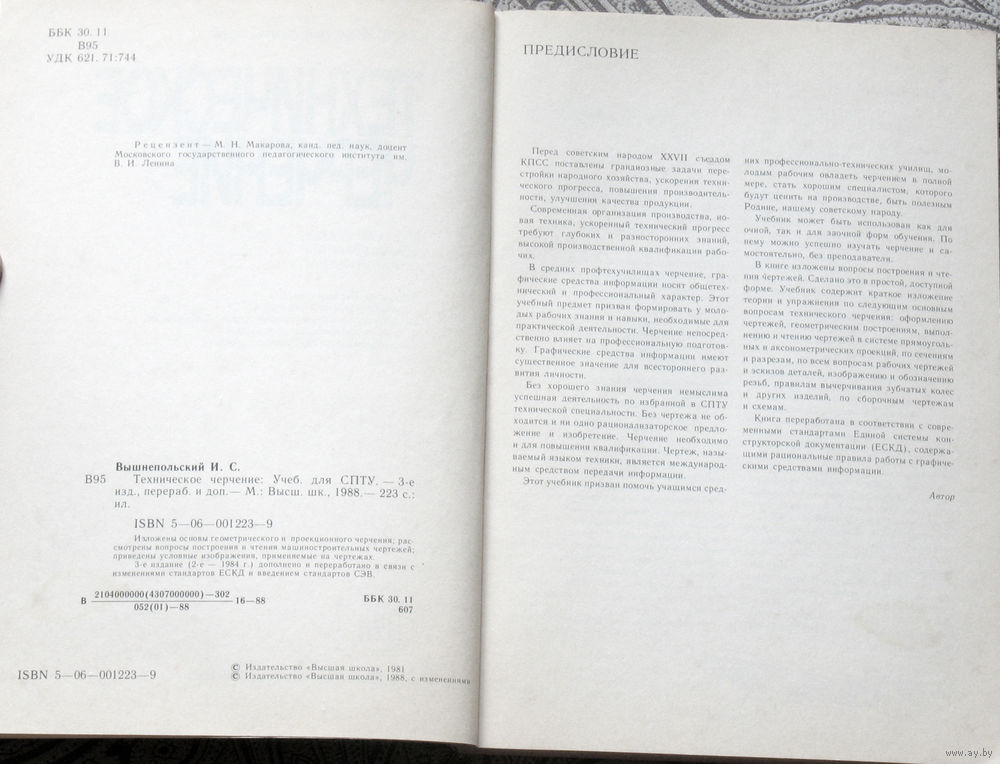 ББК 30. 11
В95
УДК 621. 71:744
Рецензент — М. Н. Макарова, канд. пед. наук, доцент
Московского государственного педагогического института им.
В. И. Ленина
Вышнепольский И. С.
В95 Техническое черчение: Учеб. для СПТУ. — 3-е
изд., перераб. и доп.— М.: Высш. шк., 1988.— 223 с.:
ил.
ISBN 5—06—001223—9
Изложены основы геометрического и проекционного черчения; рас-
смотрены вопросы построения и чтения машиностроительных чертежей;
приведены условные изображения, применяемые на чертежах.
3-е издание (2-е — 1984 г.) дополнено и переработано в связи с
изменениями стандартов ЕСКД и введением стандартов СЭВ.
В 2104000000(4307000000)—302
052(01)—88
16—88
ББК 30. 11
607
ISBN 5—06—001223—9
© Издательство «Высшая школа», 1981
© Издательство «Высшая школа», 1988, с изменениями
ПРЕДИСЛОВИЕ
Перед советским народом XXVII съездом
КПСС поставлены грандиозные задачи пере-
стройки народного хозяйства, ускорения техни-
ческого прогресса, повышения производитель-
ности, улучшения качества продукции.
Современная организация производства, но-
вая техника, ускоренный технический прогресс
требуют глубоких и разносторонних знаний,
высокой производственной квалификации рабо-
чих.
В средних профтехучилищах черчение, гра-
фические средства информации носят общетех-
нический и профессиональный характер. Этот
учебный предмет призван формировать у моло-
дых рабочих знания и навыки, необходимые для
практической деятельности. Черчение непосред-
ственно влияет на профессиональную подготов-
ку. Графические средства информации имеют
существенное значение для всестороннего раз-
вития личности.
Без хорошего знания черчения немыслима
успешная деятельность по избранной в СПТУ
технической специальности. Без чертежа не об-
ходится и ни одно рационализаторское предло-
жение и изобретение. Черчение необходимо
и для повышения квалификации. Чертеж, назы-
ваемый языком техники, является международ-
ным средством передачи информации.
Этот учебник призван помочь учащимся сред-
них профессионально-технических училищ, мо-
лодым рабочим овладеть черчением в полной
мере, стать хорошим специалистом, которого
будут ценить на производстве, быть полезным
Родине, нашему советскому народу.
Учебник может быть использован как для
очной, так и для заочной форм обучения. По
нему можно успешно изучать черчение и са-
мостоятельно, без преподавателя.
В книге изложены вопросы построения и чте-
ния чертежей. Сделано это в простой, доступной
форме. Учебник содержит краткое изложение
теории и упражнения по следующим основным
вопросам технического черчения: оформлению
чертежей, геометрическим построениям, выпол-
нению и чтению чертежей в системе прямоуголь-
ных и аксонометрических проекций, по сечениям
и разрезам, по всем вопросам рабочих чертежей
и эскизов деталей, изображению и обозначению
резьб, правилам вычерчивания зубчатых колес
и других изделий, по сборочным чертежам
и схемам.
Книга переработана в соответствии с совре-
менными стандартами Единой системы кон-
структорской документации (ЕСКД), содержа-
щими рациональные правила работы с графиче-
скими средствами информации.
Автор
www.ay.by